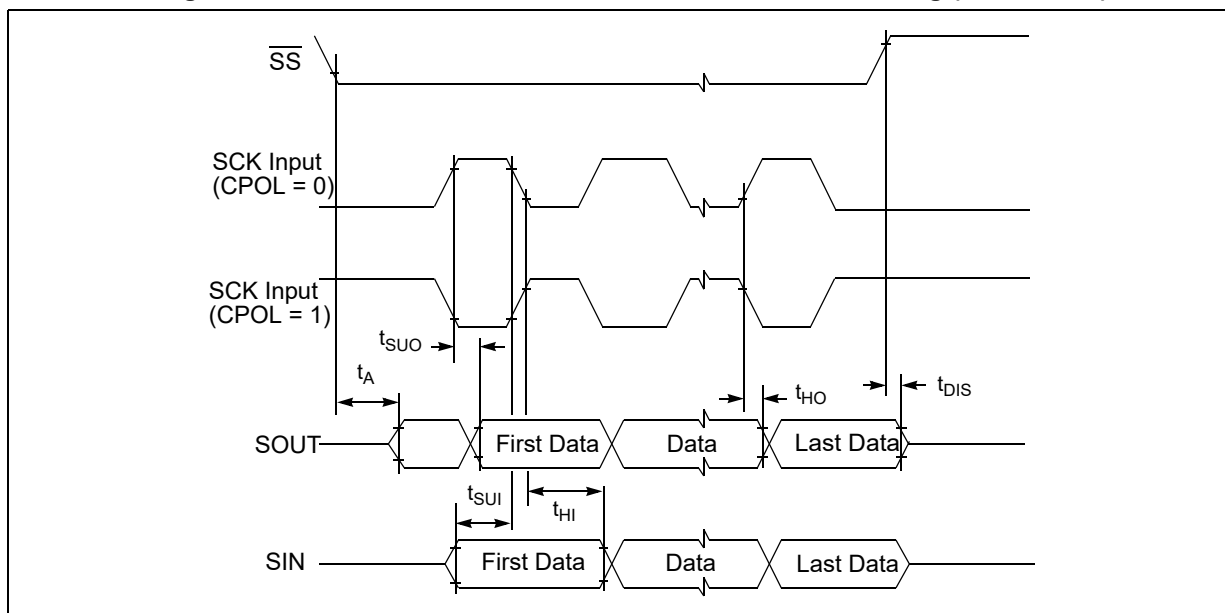 SS
SCK Input
(CPOL = 0)
SCK Input
(CPOL = 1)
tSUO
tA
tHO
tDIS
SOUT
First Data
Data
Last Data
tSUI
tHI
SIN
First Data
Data
Last Data